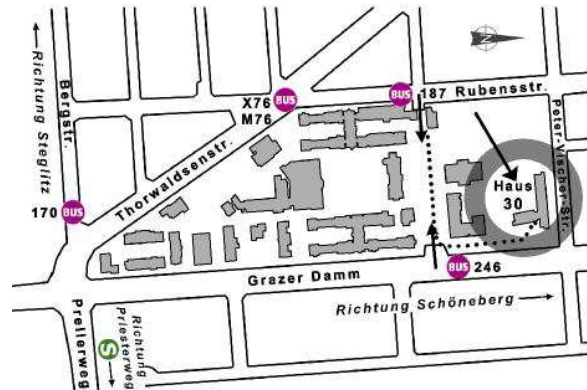 Richtung Steglitz
Bergstr.
N
X76 BUS
M76
BUS 187 Rubensstr.
Thorwaldsenstr.
Peter-Vischer-Str.
Haus
30
170 BUS
Grazer Damm
BUS 246
Richtung Schöneberg
Prellerweg
S
Richtung
Priesterweg